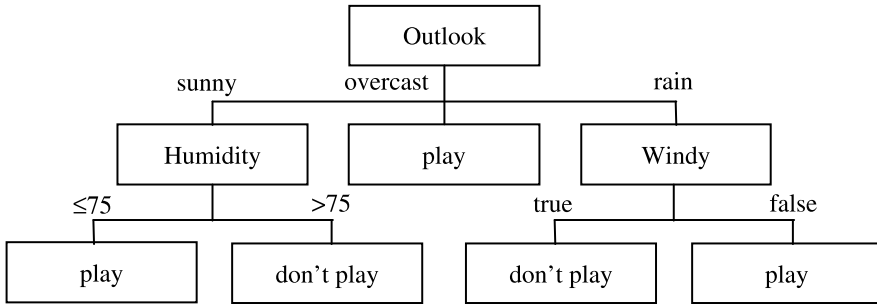 Outlook
sunny overcast rain
Humidity play Windy
≤75 >75 true false
play don't play don't play play